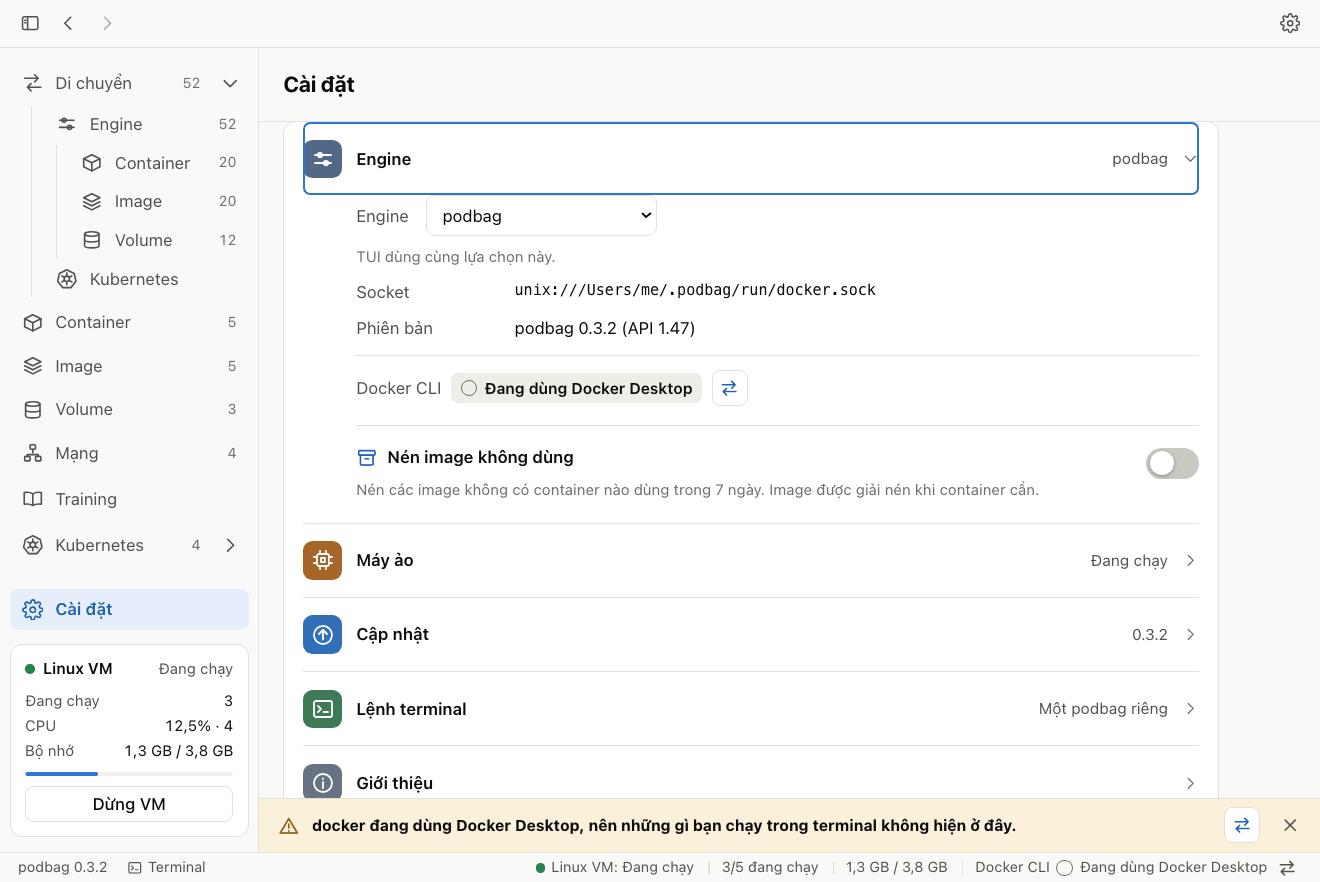 Di chuyển 52
Engine 52
Container 20
Image 20
Volume 12
Kubernetes
Container 5
Image 5
Volume 3
Mạng 4
Training
Kubernetes 4
Cài đặt
Linux VM Đang chạy
Đang chạy 3
CPU 12,5% · 4
Bộ nhớ 1,3 GB / 3,8 GB
Dừng VM
Cài đặt
Engine podbag
Engine podbag
TUI dùng cùng lựa chọn này.
Socket unix:///Users/me/.podbag/run/docker.sock
Phiên bản podbag 0.3.2 (API 1.47)
Docker CLI Đang dùng Docker Desktop
Nén image không dùng
Nén các image không có container nào dùng trong 7 ngày. Image được giải nén khi container cần.
Máy ảo Đang chạy
Cập nhật 0.3.2
Lệnh terminal Một podbag riêng
Giới thiệu
docker đang dùng Docker Desktop, nên những gì bạn chạy trong terminal không hiện ở đây.
podbag 0.3.2 Terminal Linux VM: Đang chạy 3/5 đang chạy 1,3 GB / 3,8 GB Docker CLI Đang dùng Docker Desktop